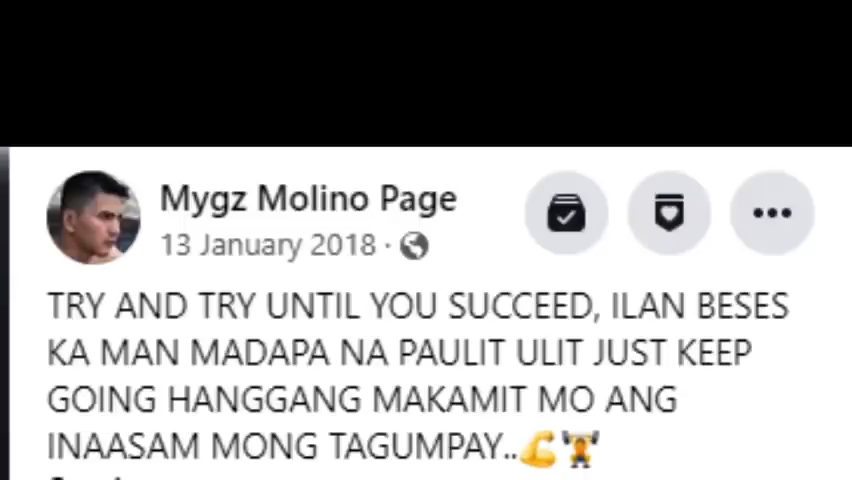 Mygz Molino Page
13 January 2018 ·
TRY AND TRY UNTIL YOU SUCCEED, ILAN BESES
KA MAN MADAPA NA PAULIT ULIT JUST KEEP
GOING HANGGANG MAKAMIT MO ANG
INAASAM MONG TAGUMPAY..💪🏋️